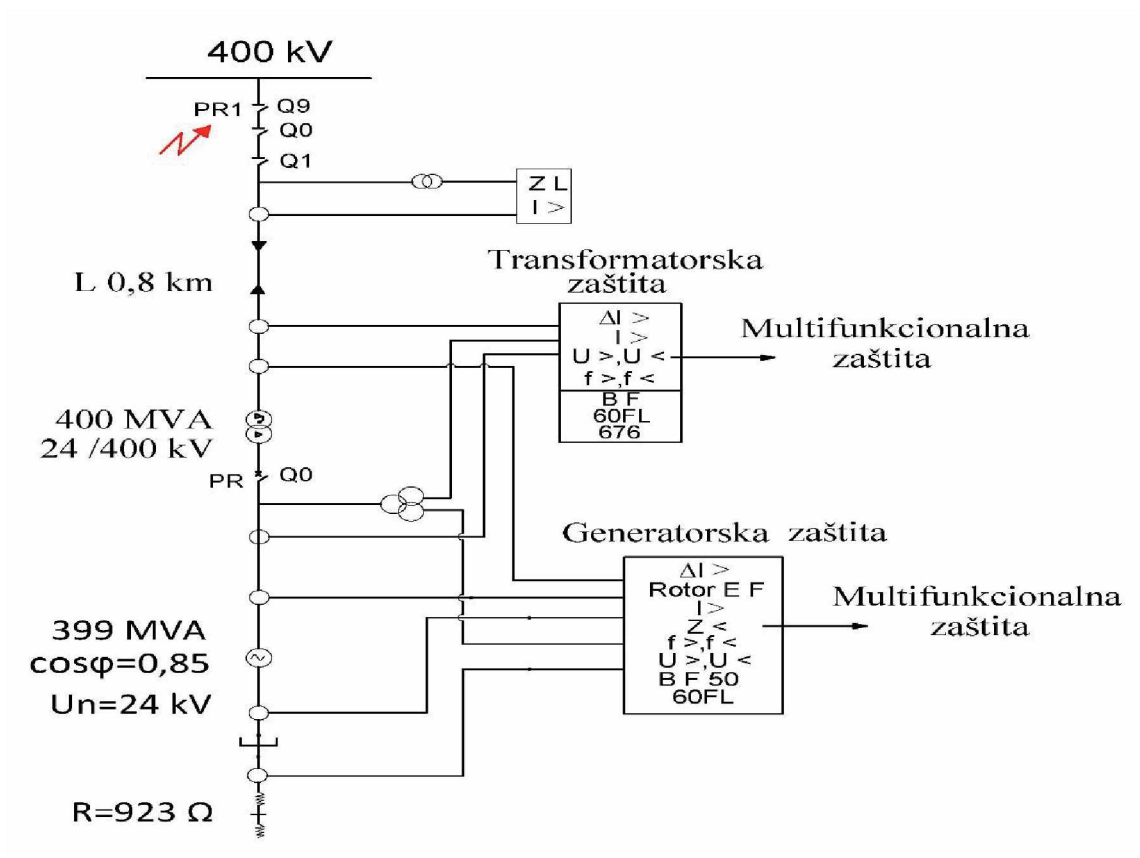 400 kV
PR1
Q9
Q0
Q1
Z L
I >
L 0,8 km
Transformatorska
zaštita
ΔI >
I >
U >,U <
f >,f <
B F
60FL
676
Multifunkcionalna
zaštita
400 MVA
24 /400 kV
PR
Q0
Generatorska zaštita
ΔI >
Rotor E F
I >
Z <
f >,f <
U >,U <
B F 50
60FL
Multifunkcionalna
zaštita
399 MVA
cosφ=0,85
Un=24 kV
R=923 Ω